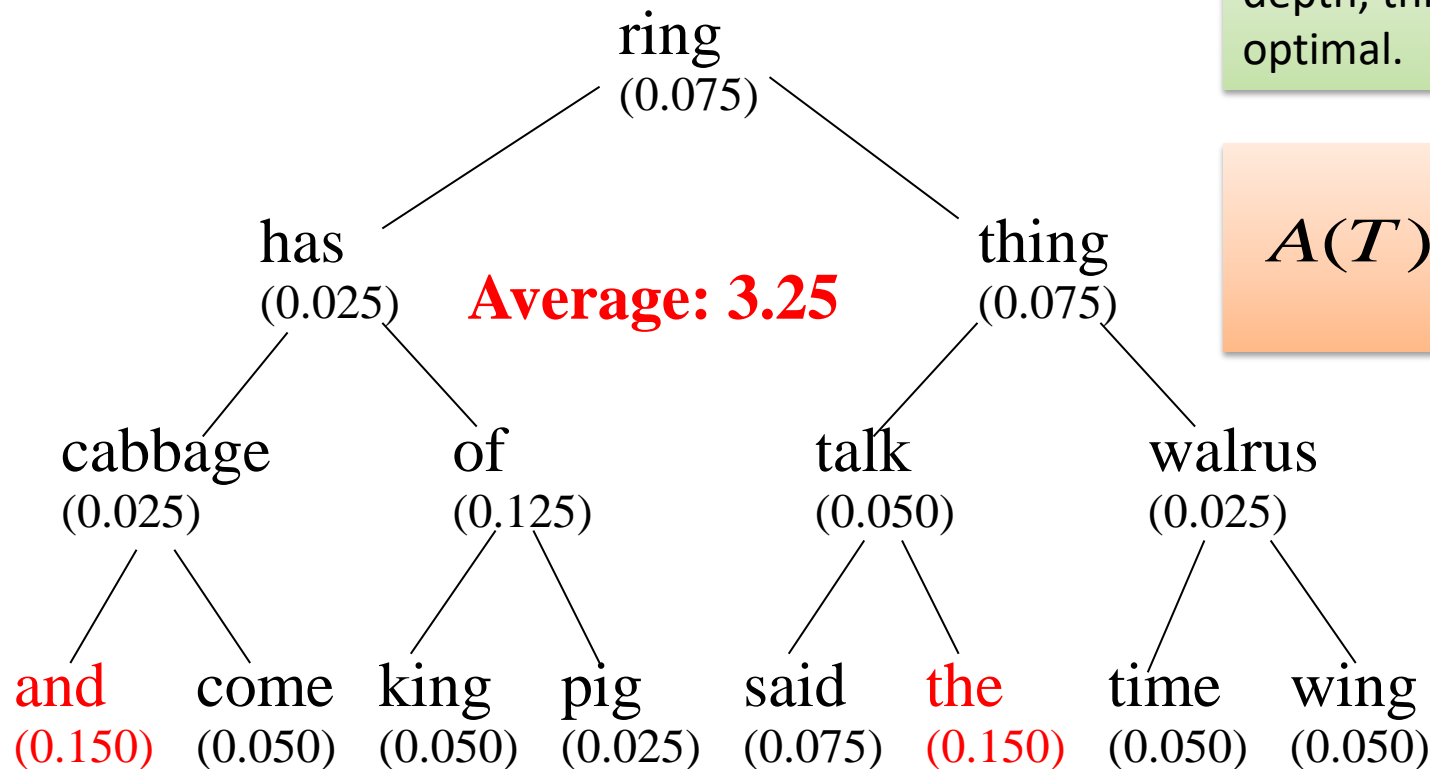 optimal.
ring
(0.075)
A(T)
has
thing
(0.025)
Average: 3.25
(0.075)
cabbage
of
talk
walrus
(0.025)
(0.125)
(0.050)
(0.025)
and
come
king
pig
said
the
time
wing
(0.150)
(0.050)
(0.050)
(0.025)
(0.075)
(0.150)
(0.050)
(0.050)